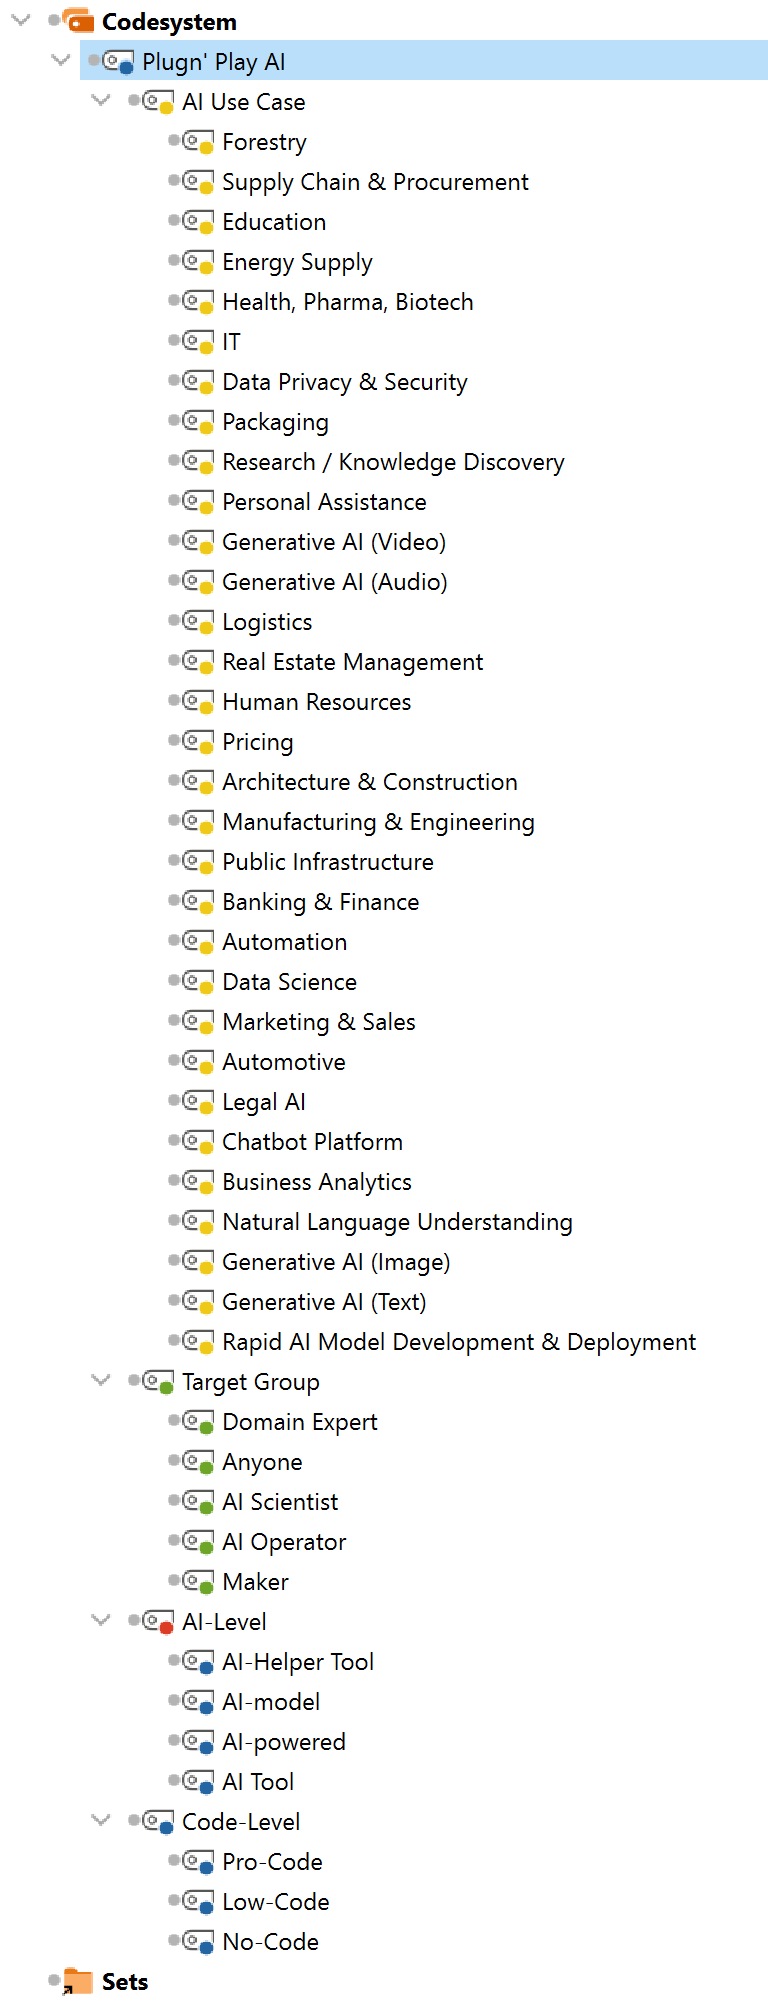 Codesystem
Plugn' Play AI
AI Use Case
Forestry
Supply Chain & Procurement
Education
Energy Supply
Health, Pharma, Biotech
IT
Data Privacy & Security
Packaging
Research / Knowledge Discovery
Personal Assistance
Generative AI (Video)
Generative AI (Audio)
Logistics
Real Estate Management
Human Resources
Pricing
Architecture & Construction
Manufacturing & Engineering
Public Infrastructure
Banking & Finance
Automation
Data Science
Marketing & Sales
Automotive
Legal AI
Chatbot Platform
Business Analytics
Natural Language Understanding
Generative AI (Image)
Generative AI (Text)
Rapid AI Model Development & Deployment
Target Group
Domain Expert
Anyone
AI Scientist
AI Operator
Maker
AI-Level
AI-Helper Tool
AI-model
AI-powered
AI Tool
Code-Level
Pro-Code
Low-Code
No-Code
Sets